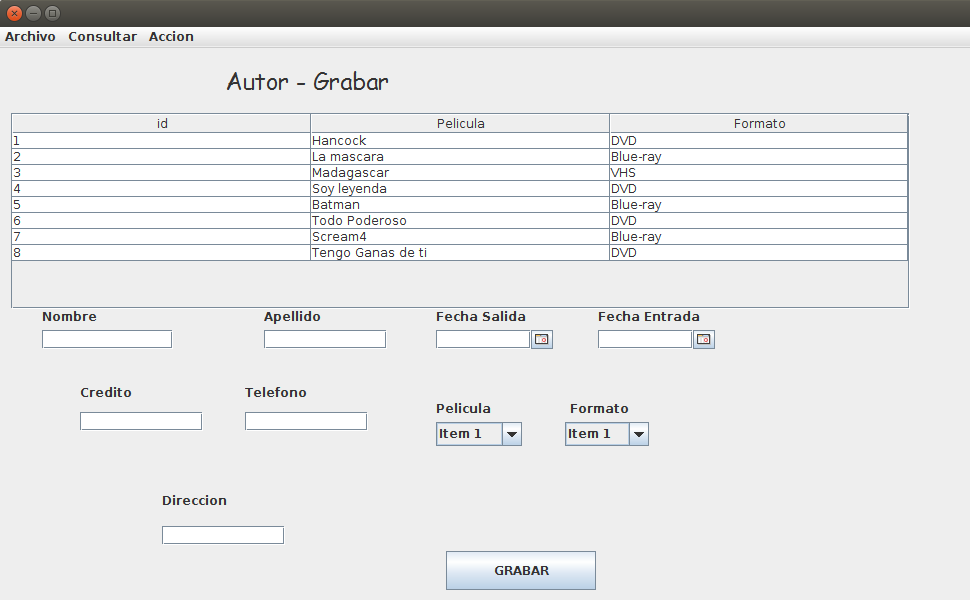 Archivo Consultar Accion
Autor - Grabar
id Pelicula Formato
1 Hancock DVD
2 La mascara Blue-ray
3 Madagascar VHS
4 Soy leyenda DVD
5 Batman Blue-ray
6 Todo Poderoso DVD
7 Scream4 Blue-ray
8 Tengo Ganas de ti DVD
Nombre Apellido Fecha Salida Fecha Entrada
Credito Telefono
Pelicula Formato
Item 1 Item 1
Direccion
GRABAR